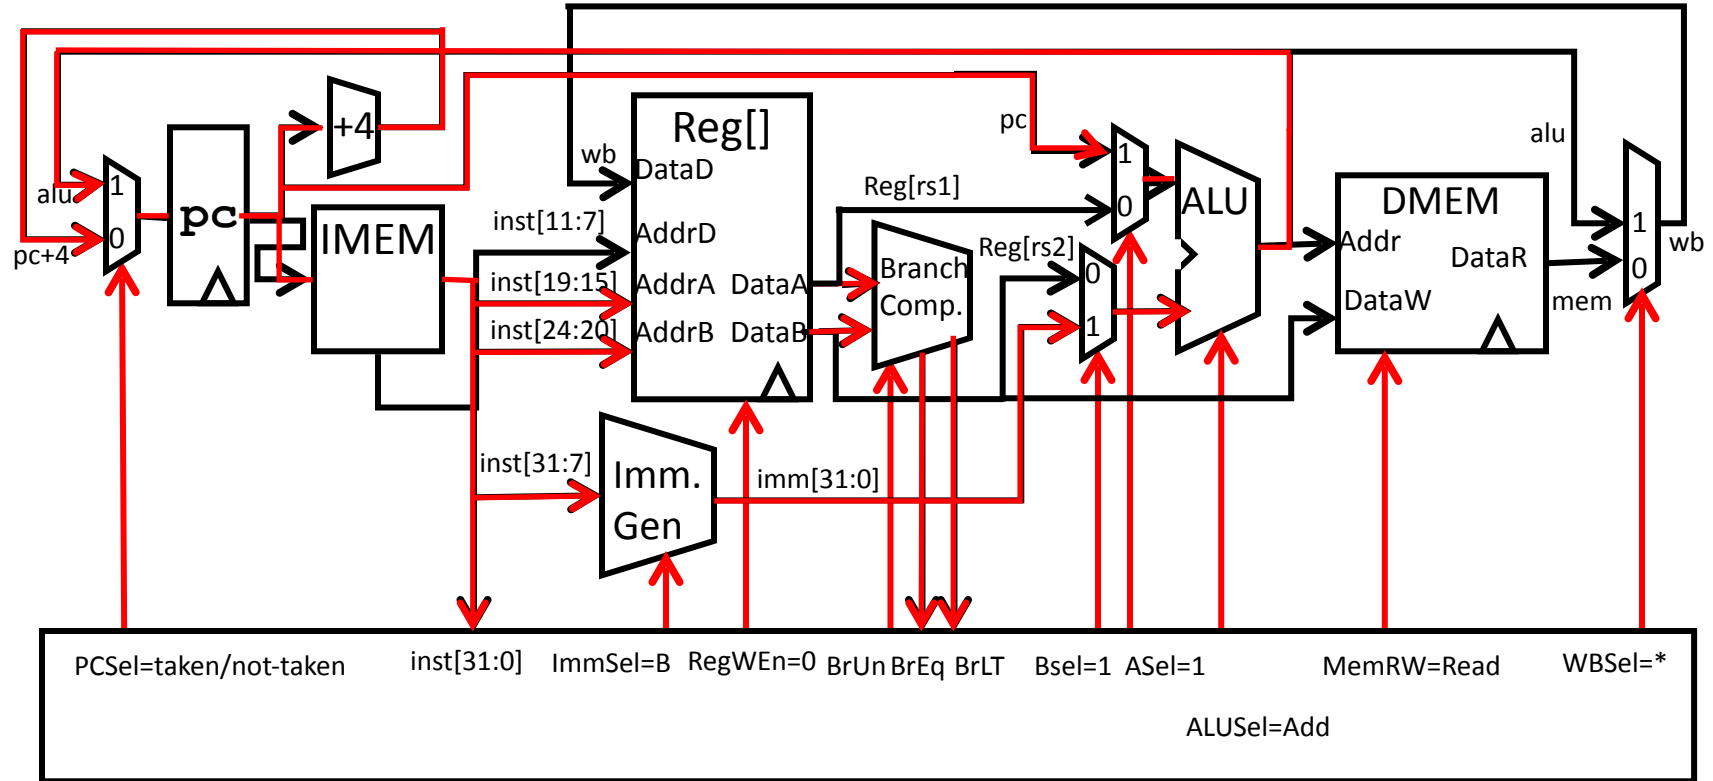 +4
Reg[]
pc
alu
wb
DataD
1
1
alu
Reg[rs1]
ALU
DMEM
pc
0
1
inst[11:7]
IMEM
AddrD
0
Addr
wb
pc+4
Reg[rs2]
Branch
Comp.
0
DataR
0
inst[19:15]
AddrA
DataA
mem
DataW
1
inst[24:20]
AddrB
DataB
inst[31:7]
Imm.
Gen
imm[31:0]
PCSel=taken/not-taken
inst[31:0]
ImmSel=B
RegWEn=0
BrUn
BrEq
BrLT
Bsel=1
ASel=1
MemRW=Read
WBSel=*
ALUSel=Add